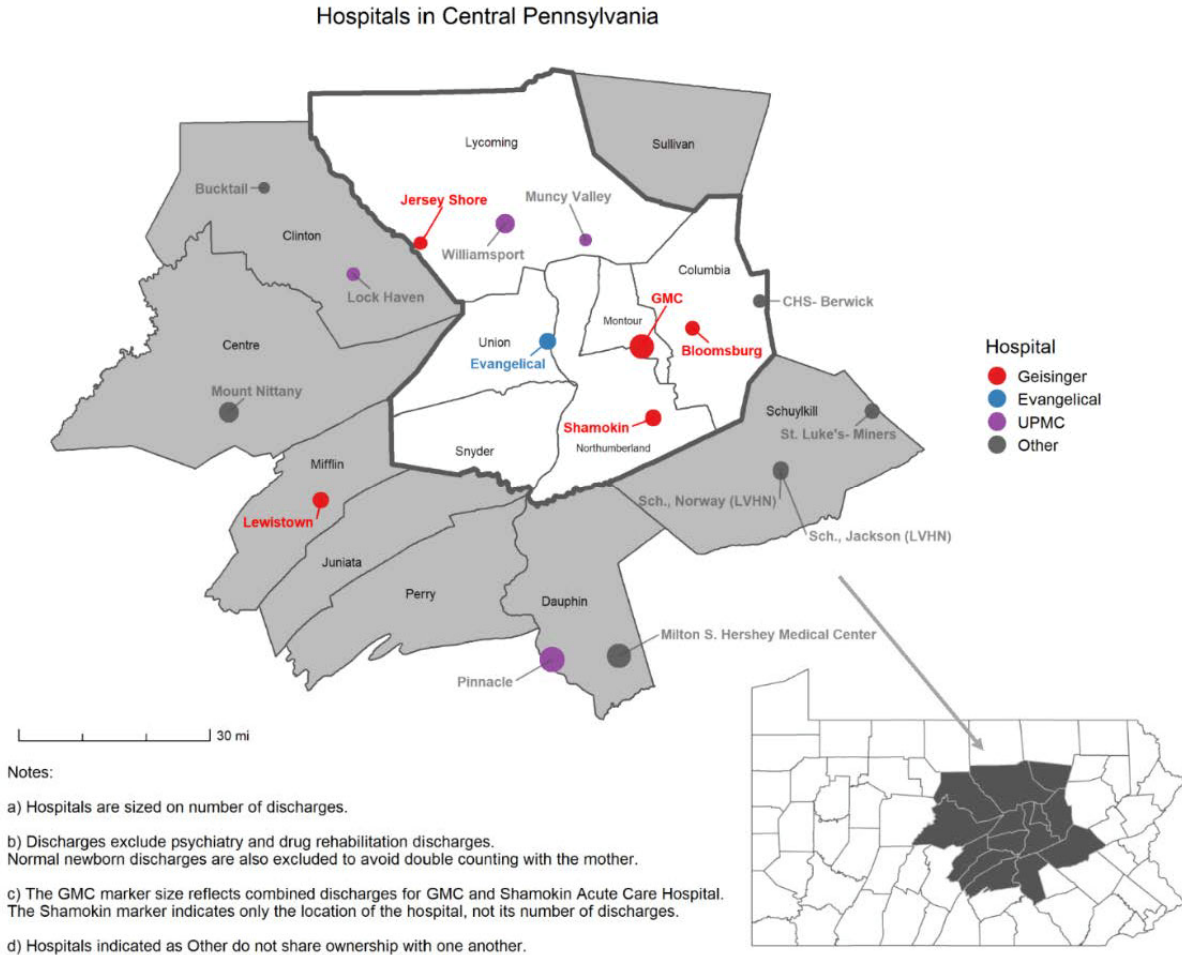 Hospitals in Central Pennsylvania
Sullivan
Lycoming
Bucktail
Jersey Shore
Muncy Valley
Williamsport
Clinton
Lock Haven
Columbia
GMC
CHS- Berwick
Montour
Union
Evangelical
Bloomsburg
Centre
Mount Nittany
Hospital
Geisinger
Evangelical
UPMC
Other
Schuylkill
St. Luke's- Miners
Shamokin
Northumberland
Snyder
Mifflin
Lewistown
Sch., Norway (LVHN)
Sch., Jackson (LVHN)
Juniata
Perry
Dauphin
Milton S. Hershey Medical Center
Pinnacle
30 mi
Notes:
a) Hospitals are sized on number of discharges.
b) Discharges exclude psychiatry and drug rehabilitation discharges.
Normal newborn discharges are also excluded to avoid double counting with the mother.
c) The GMC marker size reflects combined discharges for GMC and Shamokin Acute Care Hospital.
The Shamokin marker indicates only the location of the hospital, not its number of discharges.
d) Hospitals indicated as Other do not share ownership with one another.